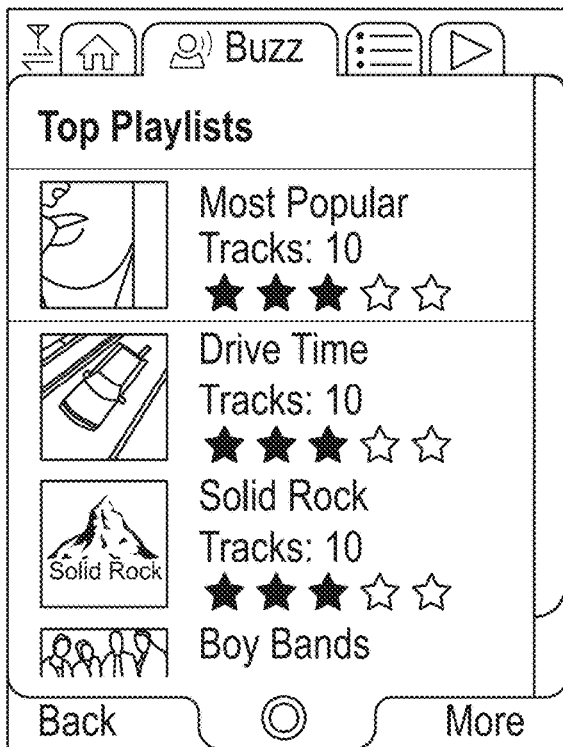 Buzz
Top Playlists
Most Popular
Tracks: 10
Drive Time
Tracks: 10
Solid Rock
Solid Rock
Tracks: 10
Boy Bands
Back
More